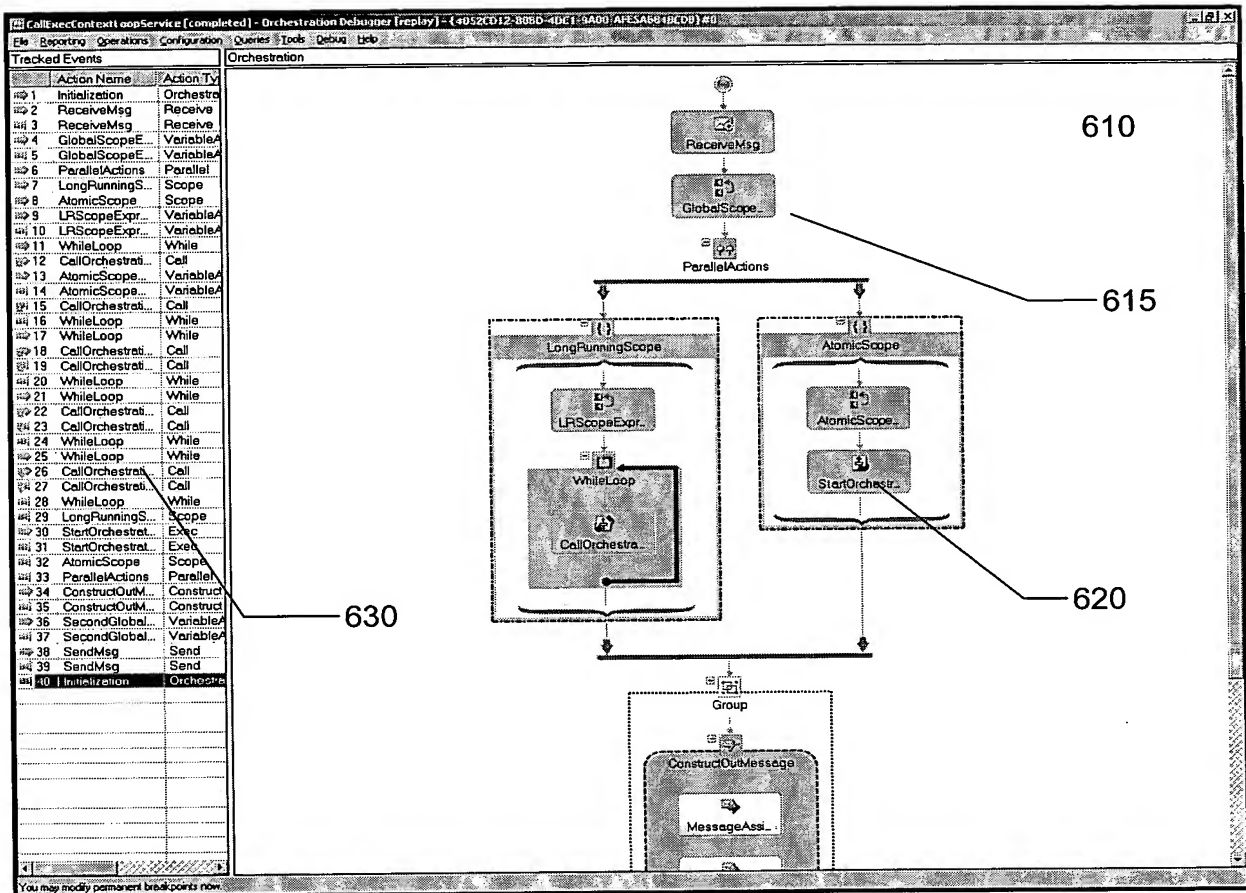 CallExecContextLoopService [completed] - Orchestration Debugger [replay] - {4052CD12-808D-4DC1-9A00-AFE5A684BCDB} #0
File Reporting Operations Configuration Queries Tools Debug Help
Tracked Events
Orchestration
Action Name Action Ty
1 Initialization Orchestra
2 ReceiveMsg Receive
3 ReceiveMsg Receive
4 GlobalScopeE... VariableA
5 GlobalScopeE... VariableA
6 ParallelActions Parallel
7 LongRunningS... Scope
8 AtomicScope Scope
9 LRScopeExpr... VariableA
10 LRScopeExpr... VariableA
11 WhileLoop While
12 CallOrchestrati... Call
13 AtomicScope... VariableA
14 AtomicScope... VariableA
15 CallOrchestrati... Call
16 WhileLoop While
17 WhileLoop While
18 CallOrchestrati... Call
19 CallOrchestrati... Call
20 WhileLoop While
21 WhileLoop While
22 CallOrchestrati... Call
23 CallOrchestrati... Call
24 WhileLoop While
25 WhileLoop While
26 CallOrchestrati... Call
27 CallOrchestrati... Call
28 WhileLoop While
29 LongRunningS... Scope
30 StartOrchestrat... Exec
31 StartOrchestrat... Exec
32 AtomicScope Scope
33 ParallelActions Parallel
34 ConstructOutM... Construct
35 ConstructOutM... Construct
36 SecondGlobal... VariableA
37 SecondGlobal... VariableA
38 SendMsg Send
39 SendMsg Send
40 Initialization Orchestra
610
ReceiveMsg
GlobalScope...
ParallelActions
615
LongRunningScope
AtomicScope
LRScopeExpr...
AtomicScope...
WhileLoop
StartOrchestr...
CallOrchestra...
620
630
Group
ConstructOutMessage
MessageAssi...
You may modify permanent breakpoints now.